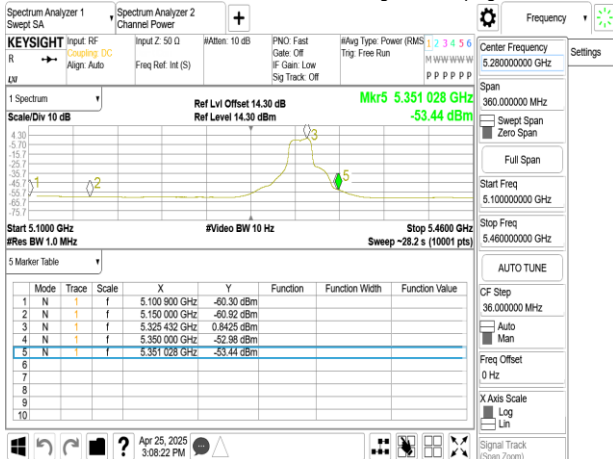 Spectrum Analyzer 1
Swept SA
Spectrum Analyzer 2
Channel Power
+
Frequency
KEYSIGHT
R
Input: RF
Coupling: DC
Align: Auto
Input Z: 50 Ω
Freq Ref: Int (S)
#Atten: 10 dB
PNO: Fast
Gate: Off
IF Gain: Low
Sig Track: Off
#Avg Type: Power (RMS
Trig: Free Run
1 2 3 4 5 6
M W W W W W
P P P P P P
1 Spectrum
Scale/Div 10 dB
Ref Lvl Offset 14.30 dB
Ref Level 14.30 dBm
Mkr5 5.351 028 GHz
-53.44 dBm
4.30
-5.70
-15.7
-25.7
-35.7
-45.7
-55.7
-65.7
-75.7
1
2
3
5
Start 5.1000 GHz
#Res BW 1.0 MHz
#Video BW 10 Hz
Stop 5.4600 GHz
Sweep ~28.2 s (10001 pts)
5 Marker Table
Mode Trace Scale X Y Function Function Width Function Value
1 N 1 f 5.100 900 GHz -60.30 dBm
2 N 1 f 5.150 000 GHz -60.92 dBm
3 N 1 f 5.325 432 GHz 0.8425 dBm
4 N 1 f 5.350 000 GHz -52.98 dBm
5 N 1 f 5.351 028 GHz -53.44 dBm
6
7
8
9
10
Apr 25, 2025
3:08:22 PM
?
Center Frequency
5.280000000 GHz
Settings
Span
360.000000 MHz
Swept Span
Zero Span
Full Span
Start Freq
5.100000000 GHz
Stop Freq
5.460000000 GHz
AUTO TUNE
CF Step
36.000000 MHz
Auto
Man
Freq Offset
0 Hz
X Axis Scale
Log
Lin
Signal Track
(Span Zoom)